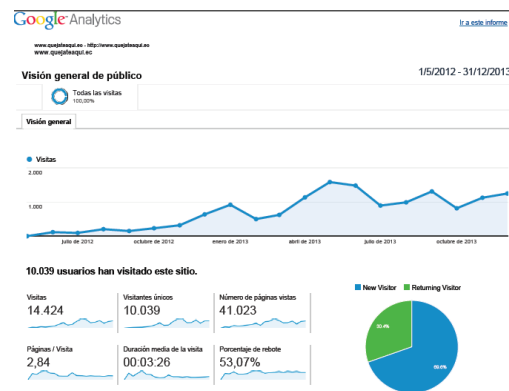 Google Analytics
Ir a este informe
www.quejateaqui.ec - http://www.quejateaqui.ec
www.quejateaqui.ec
Visión general de público
1/5/2012 - 31/12/2013
Todas las visitas
100,00%
Visión general
Visitas
2.000
1.000
julio de 2012
octubre de 2012
enero de 2013
abril de 2013
julio de 2013
octubre de 2013
10.039 usuarios han visitado este sitio.
New Visitor
Returning Visitor
Visitas
14.424
Visitantes únicos
10.039
Número de páginas vistas
41.023
Páginas / Visita
2,84
Duración media de la visita
00:03:26
Porcentaje de rebote
53,07%
30.4%
69.6%